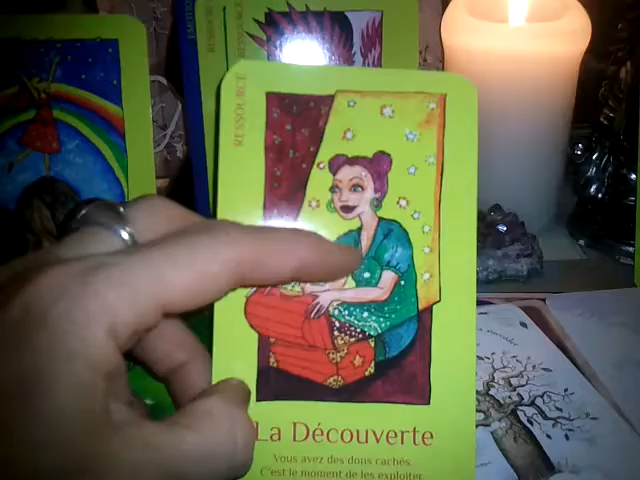 RESSOURCE
La Découverte
Vous avez des dons cachés.
C'est le moment de les exploiter